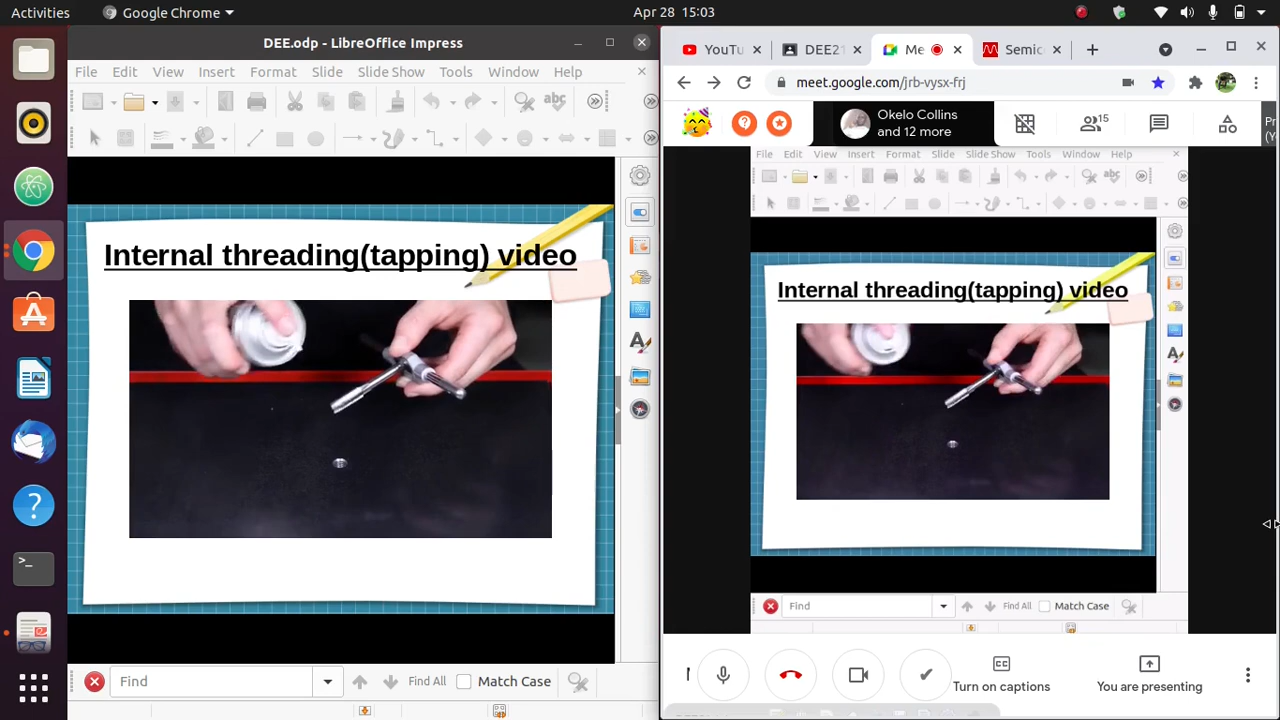 Activities
Google Chrome
Apr 28 15:03
DEE.odp - LibreOffice Impress
File Edit View Insert Format Slide Slide Show Tools Window Help
abc
Internal threading(tapping) video
Find
Find All
Match Case
YouTu
DEE21
Me
Semic
meet.google.com/jrb-vysx-frj
Okelo Collins
and 12 more
15
File Edit View Insert Format Slide Slide Show Tools Window Help
abc
Internal threading(tapping) video
Find
Find All
Match Case
Turn on captions
You are presenting